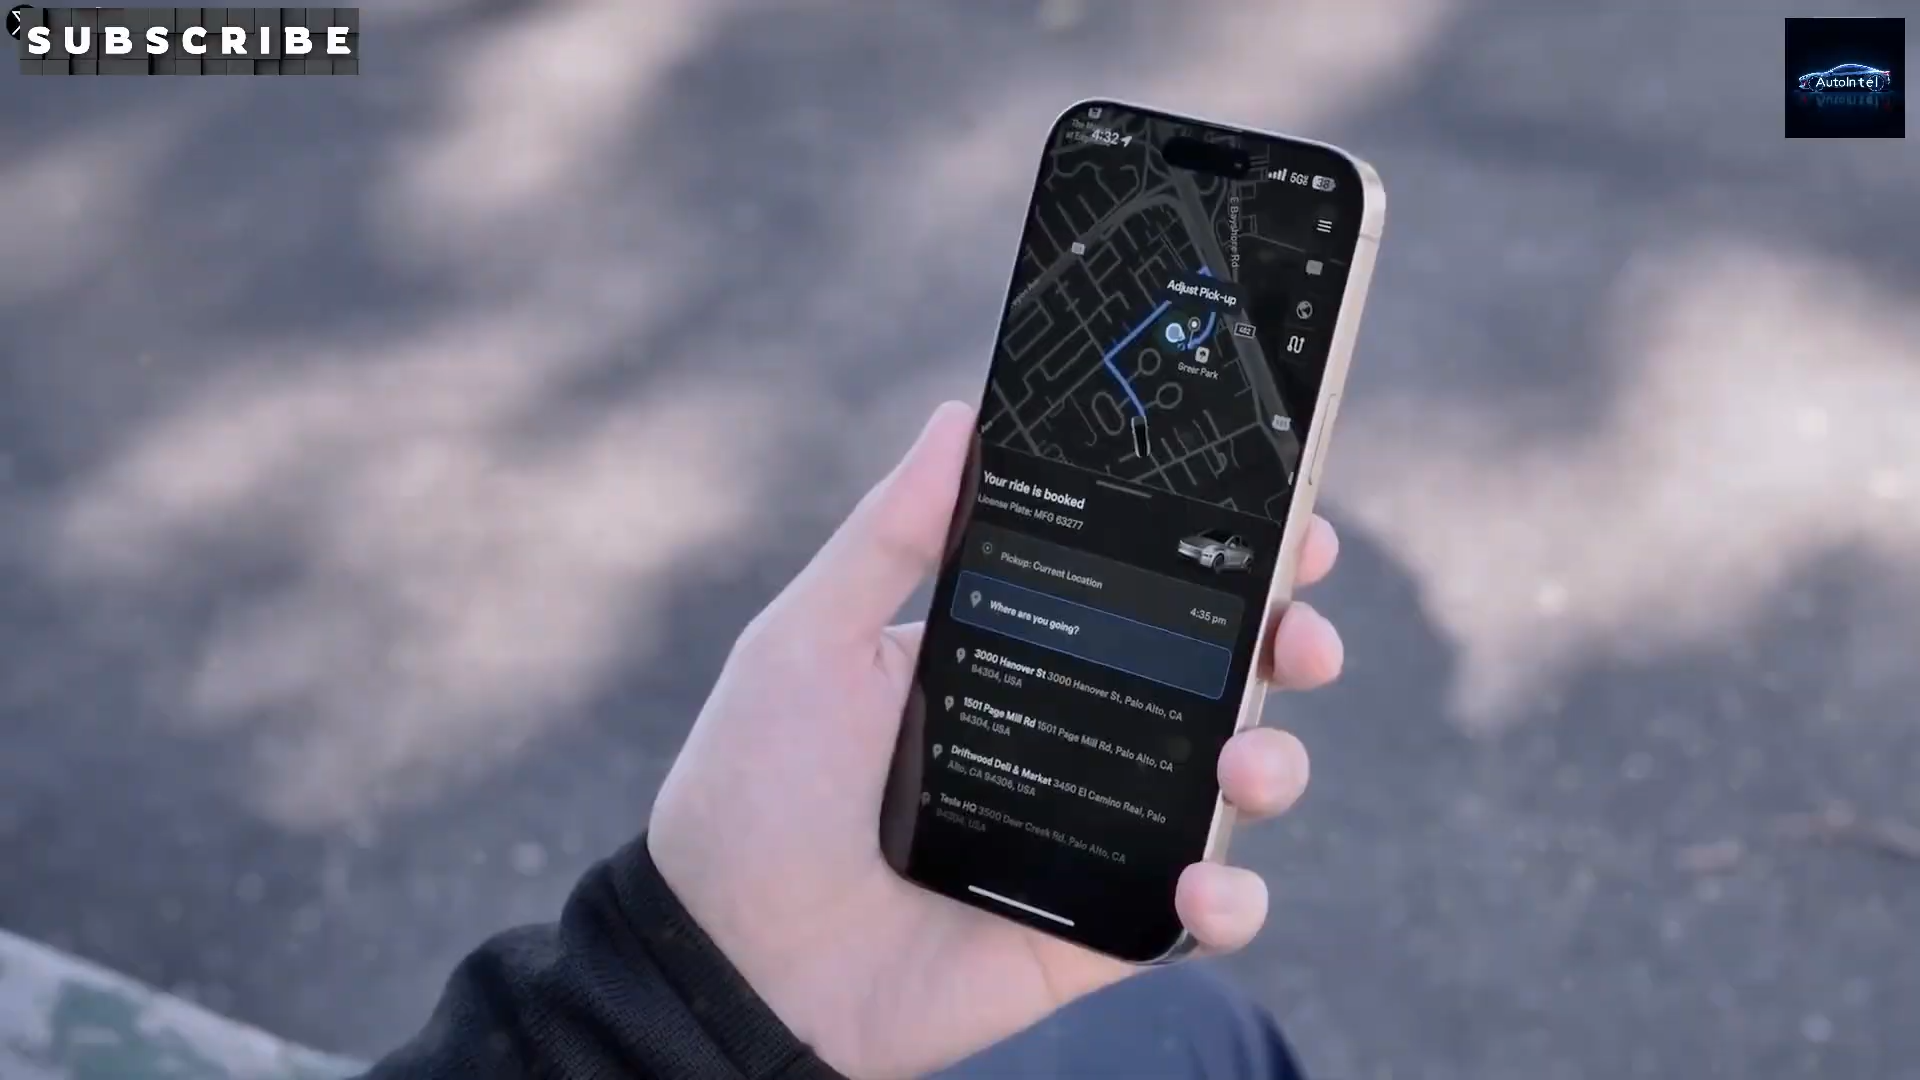 SUBSCRIBE
AutoIntel
4:32
5G
38
E Bayshore Rd
Adjust Pick-up
Greer Park
Your ride is booked
License Plate: MFG 63277
Pickup: Current Location
4:35 pm
Where are you going?
3000 Hanover St 3000 Hanover St, Palo Alto, CA
94304, USA
1501 Page Mill Rd 1501 Page Mill Rd, Palo Alto, CA
94304, USA
Driftwood Deli & Market 3450 El Camino Real, Palo
Alto, CA 94306, USA
Tesla HQ 3500 Deer Creek Rd, Palo Alto, CA
94304, USA